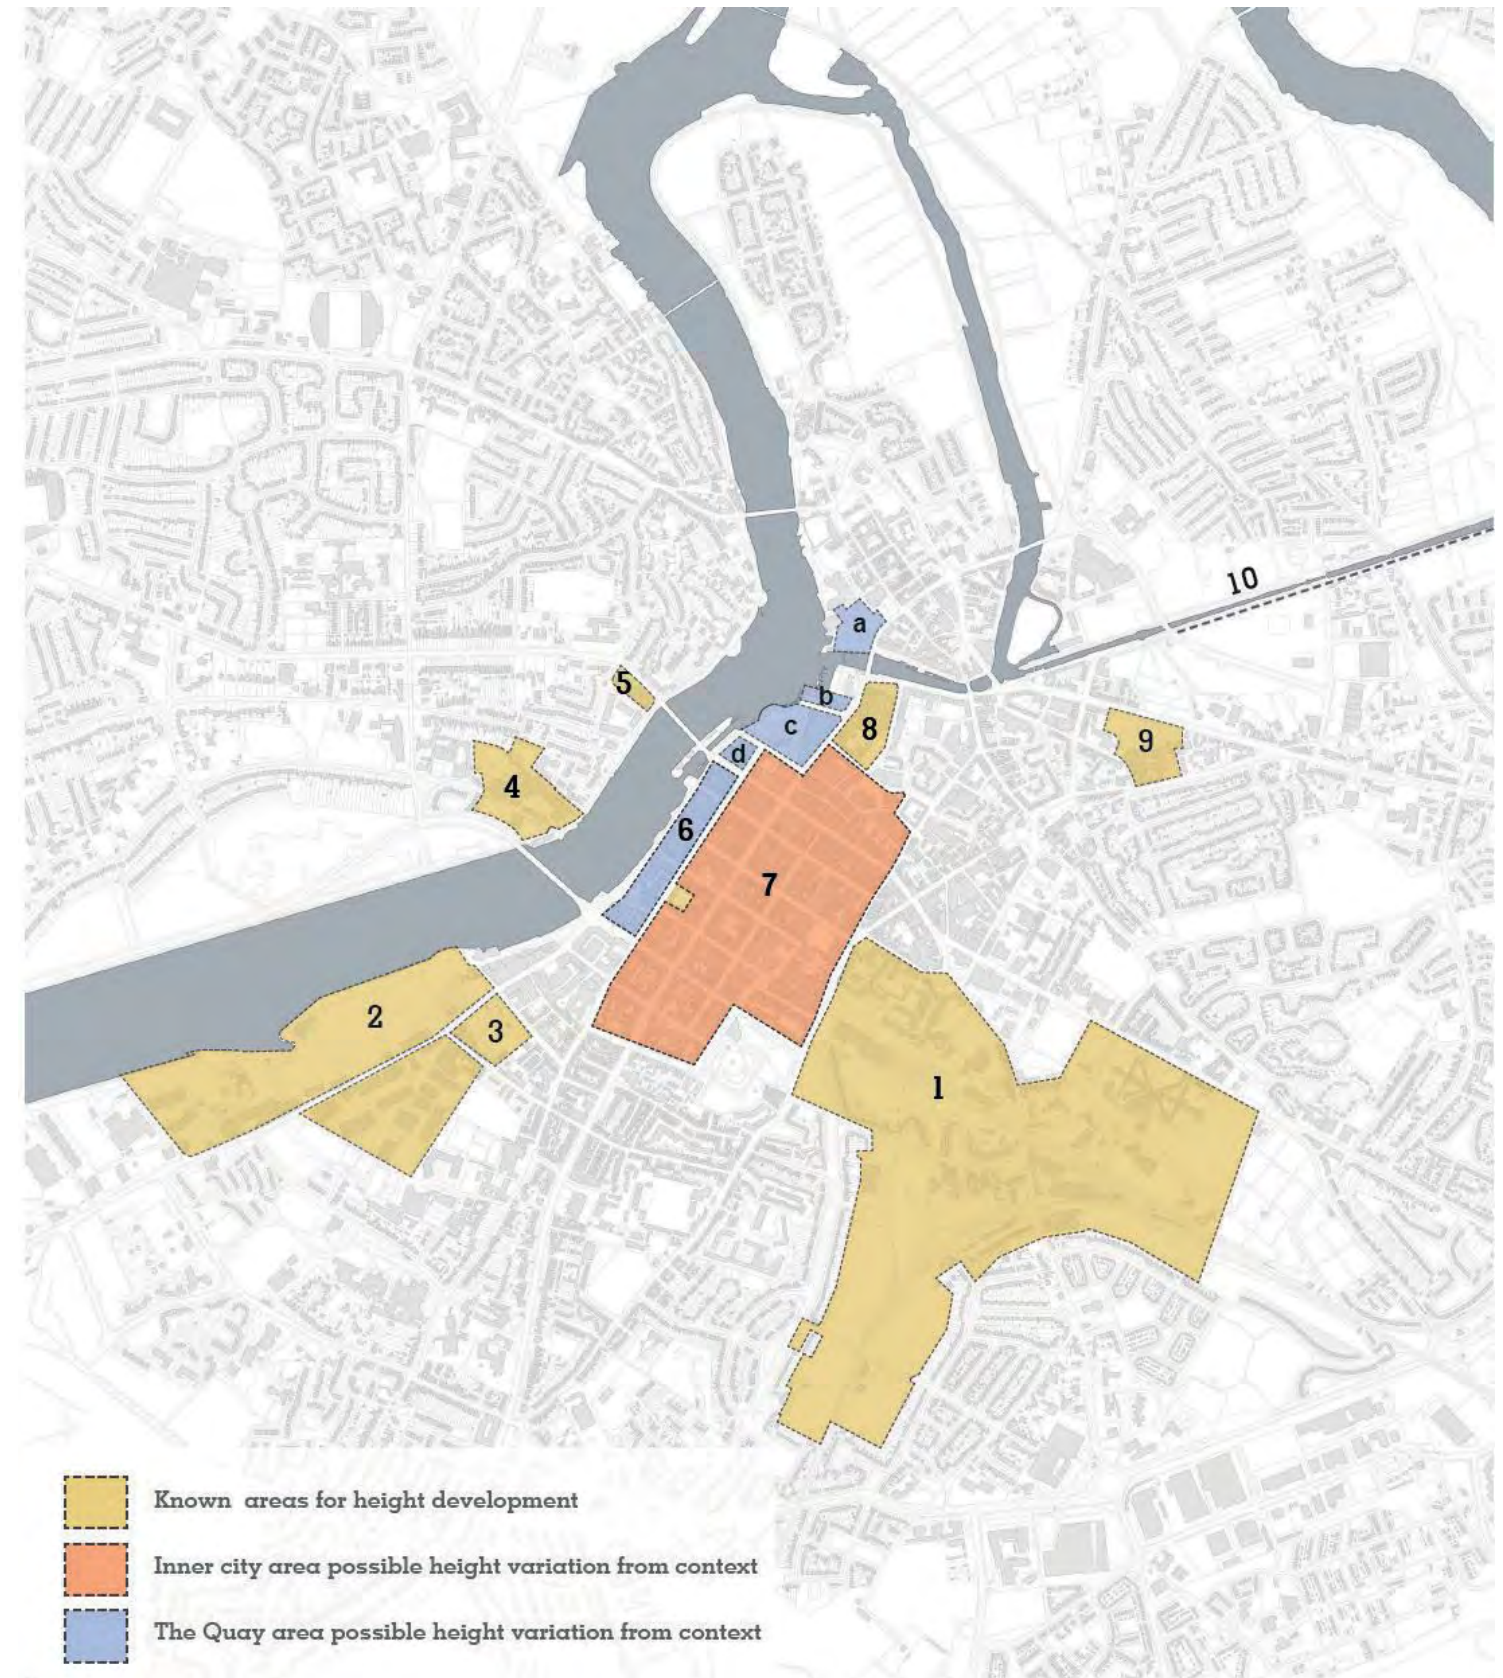 10
a
5
b
c
8
d
9
4
6
7
2
3
1
Known areas for height development
Inner city area possible height variation from context
The Quay area possible height variation from context